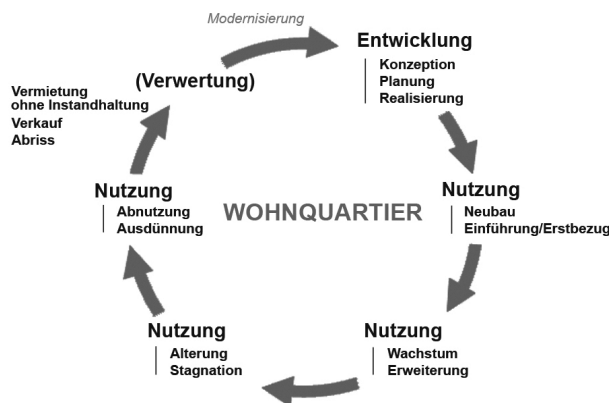 Modernisierung
Entwicklung
Konzeption
Planung
Realisierung
(Verwertung)
Vermietung
ohne Instandhaltung
Verkauf
Abriss
Nutzung
Abnutzung
Ausdünnung
WOHNQUARTIER
Nutzung
Neubau
Einführung/Erstbezug
Nutzung
Alterung
Stagnation
Nutzung
Wachstum
Erweiterung